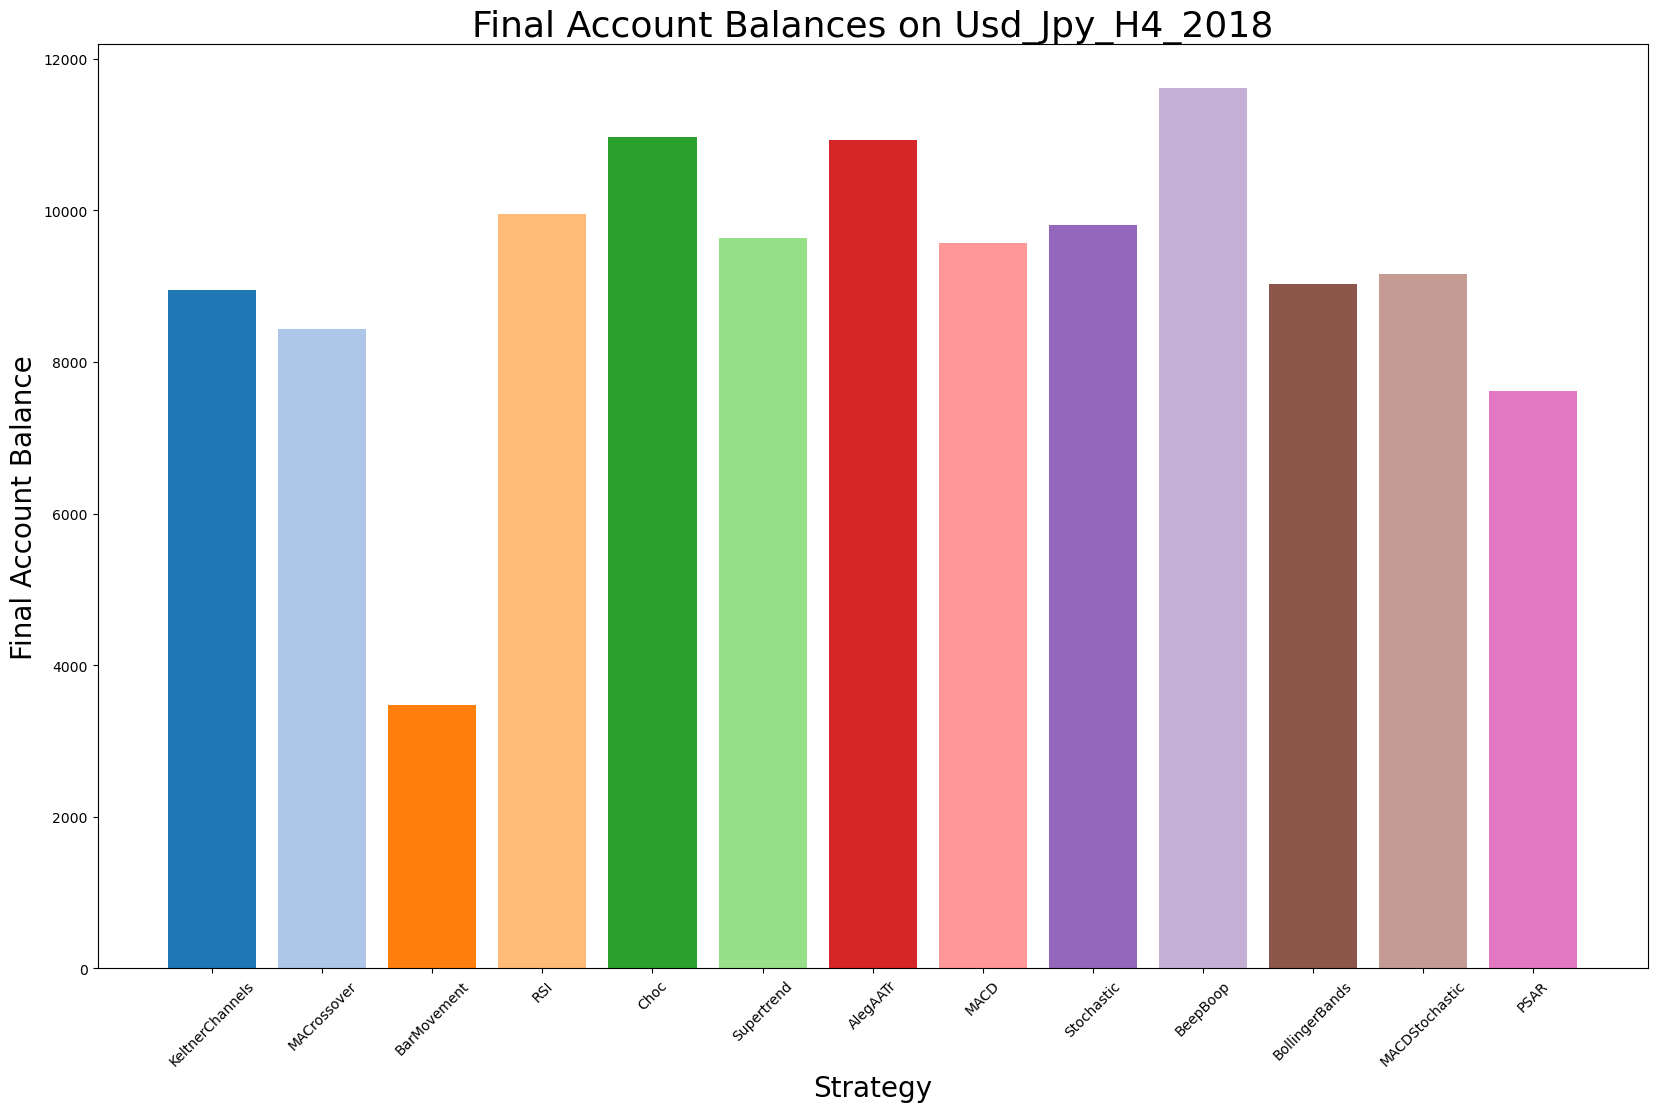 Final Account Balances on Usd_Jpy_H4_2018
Final Account Balance
12000
10000
8000
6000
4000
2000
0
KeltnerChannels
MACrossover
BarMovement
RSI
Choc
Supertrend
AlegAATr
MACD
Stochastic
BeepBoop
BollingerBands
MACDStochastic
PSAR
Strategy